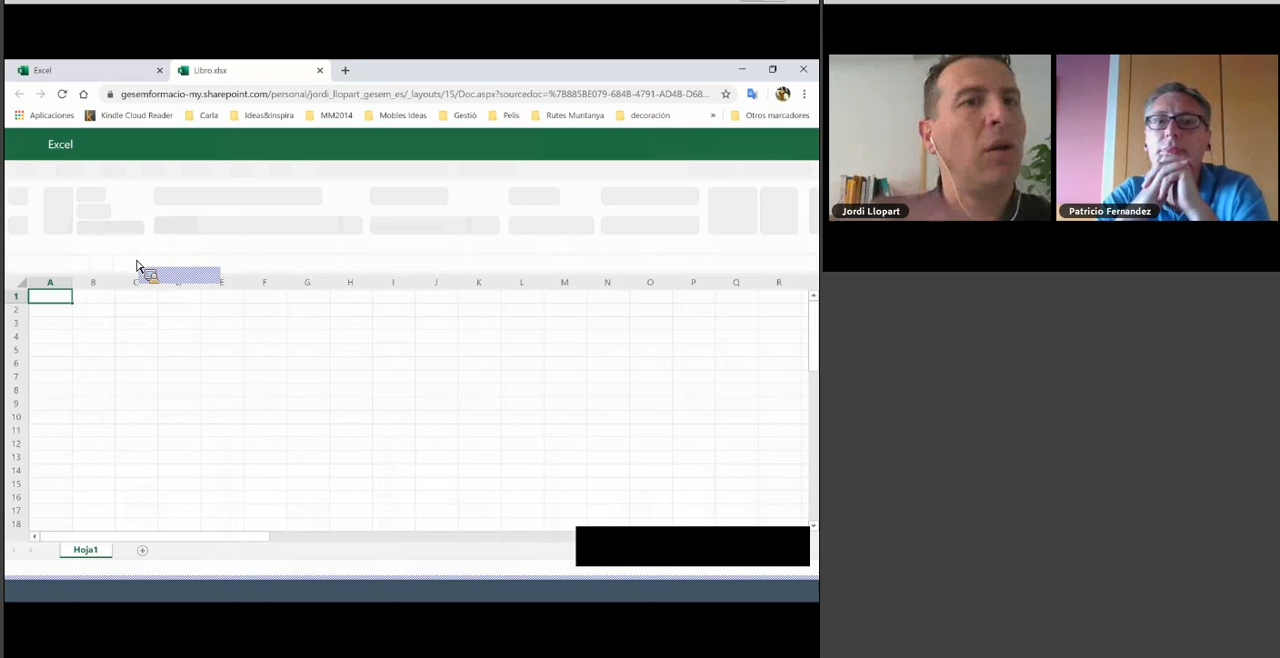 Excel
Libro.xlsx
gesemformacio-my.sharepoint.com/personal/jordi_llopart_gesem_es/_layouts/15/Doc.aspx?sourcedoc=%7B885BE079-684B-4791-AD4B-D68...
Aplicaciones Kindle Cloud Reader Carla Ideas&Inspira MM2014 Mobles Ideas Gestió Pelis Rutes Muntanya decoración » Otros marcadores
Excel
A B C D E F G H I J K L M N O P Q R
1
2
3
4
5
6
7
8
9
10
11
12
13
14
15
16
17
18
Hoja1
Jordi Llopart
Patricio Fernandez